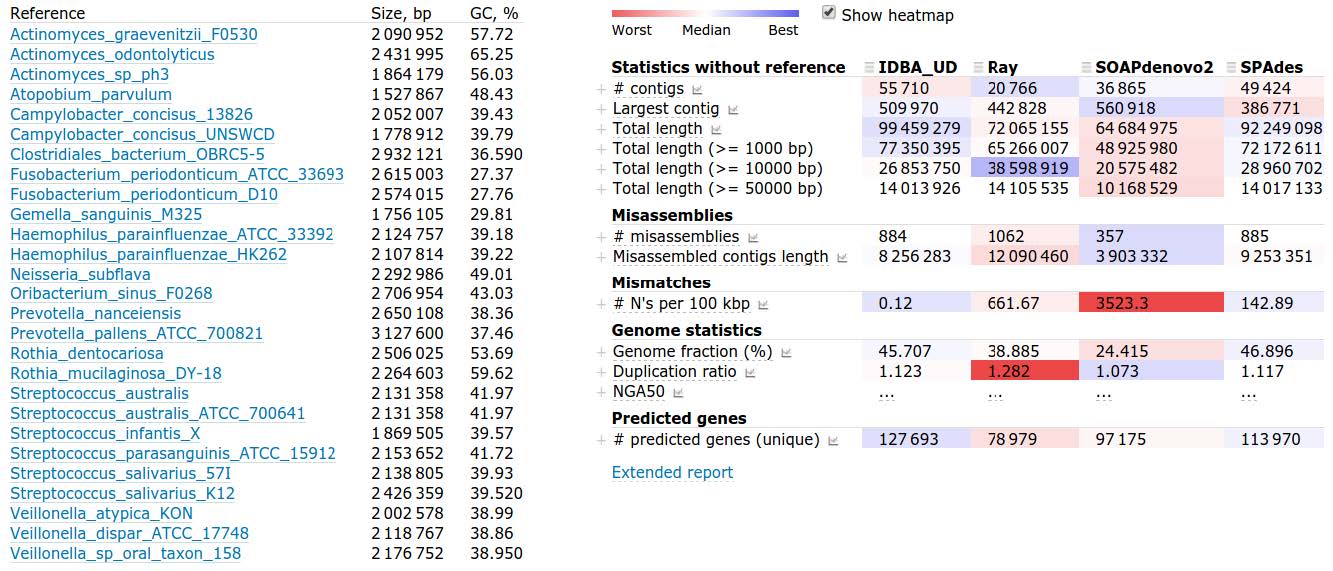 Reference Size, bp GC, %
Actinomyces_graevenitzii_F0530 2 090 952 57.72
Actinomyces_odontolyticus 2 431 995 65.25
Actinomyces_sp_ph3 1 864 179 56.03
Atopobium_parvulum 1 527 867 48.43
Campylobacter_concisus_13826 2 052 007 39.43
Campylobacter_concisus_UNSWCD 1 778 912 39.79
Clostridiales_bacterium_OBRC5-5 2 932 121 36.590
Fusobacterium_periodonticum_ATCC_33693 2 615 003 27.37
Fusobacterium_periodonticum_D10 2 574 015 27.76
Gemella_sanguinis_M325 1 756 105 29.81
Haemophilus_parainfluenzae_ATCC_33392 2 124 757 39.18
Haemophilus_parainfluenzae_HK262 2 107 814 39.22
Neisseria_subflava 2 292 986 49.01
Oribacterium_sinus_F0268 2 706 954 43.03
Prevotella_nanceiensis 2 650 108 38.36
Prevotella_pallens_ATCC_700821 3 127 600 37.46
Rothia_dentocariosa 2 506 025 53.69
Rothia_mucilaginosa_DY-18 2 264 603 59.62
Streptococcus_australis 2 131 358 41.97
Streptococcus_australis_ATCC_700641 2 131 358 41.97
Streptococcus_infantis_X 1 869 505 39.57
Streptococcus_parasanguinis_ATCC_15912 2 153 652 41.72
Streptococcus_salivarius_57I 2 138 805 39.93
Streptococcus_salivarius_K12 2 426 359 39.520
Veillonella_atypica_KON 2 002 578 38.99
Veillonella_dispar_ATCC_17748 2 118 767 38.86
Veillonella_sp_oral_taxon_158 2 176 752 38.950
Worst Median Best
Show heatmap
Statistics without reference IDBA_UD Ray SOAPdenovo2 SPAdes
+ # contigs 55 710 20 766 36 865 49 424
+ Largest contig 509 970 442 828 560 918 386 771
+ Total length 99 459 279 72 065 155 64 684 975 92 249 098
+ Total length (>= 1000 bp) 77 350 395 65 266 007 48 925 980 72 172 611
+ Total length (>= 10000 bp) 26 853 750 38 598 919 20 575 482 28 960 702
+ Total length (>= 50000 bp) 14 013 926 14 105 535 10 168 529 14 017 133
Misassemblies
+ # misassemblies 884 1062 357 885
+ Misassembled contigs length 8 256 283 12 090 460 3 903 332 9 253 351
Mismatches
+ # N's per 100 kbp 0.12 661.67 3523.3 142.89
Genome statistics
+ Genome fraction (%) 45.707 38.885 24.415 46.896
+ Duplication ratio 1.123 1.282 1.073 1.117
+ NGA50 ... ... ... ...
Predicted genes
+ # predicted genes (unique) 127 693 78 979 97 175 113 970
Extended report